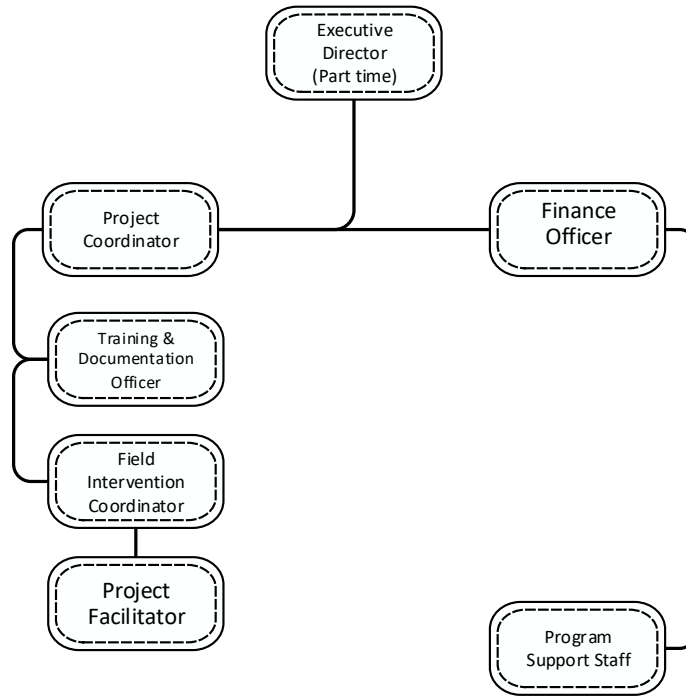 Executive
Director
(Part time)
Project
Coordinator
Finance
Officer
Training &
Documentation
Officer
Field
Intervention
Coordinator
Project
Facilitator
Program
Support Staff